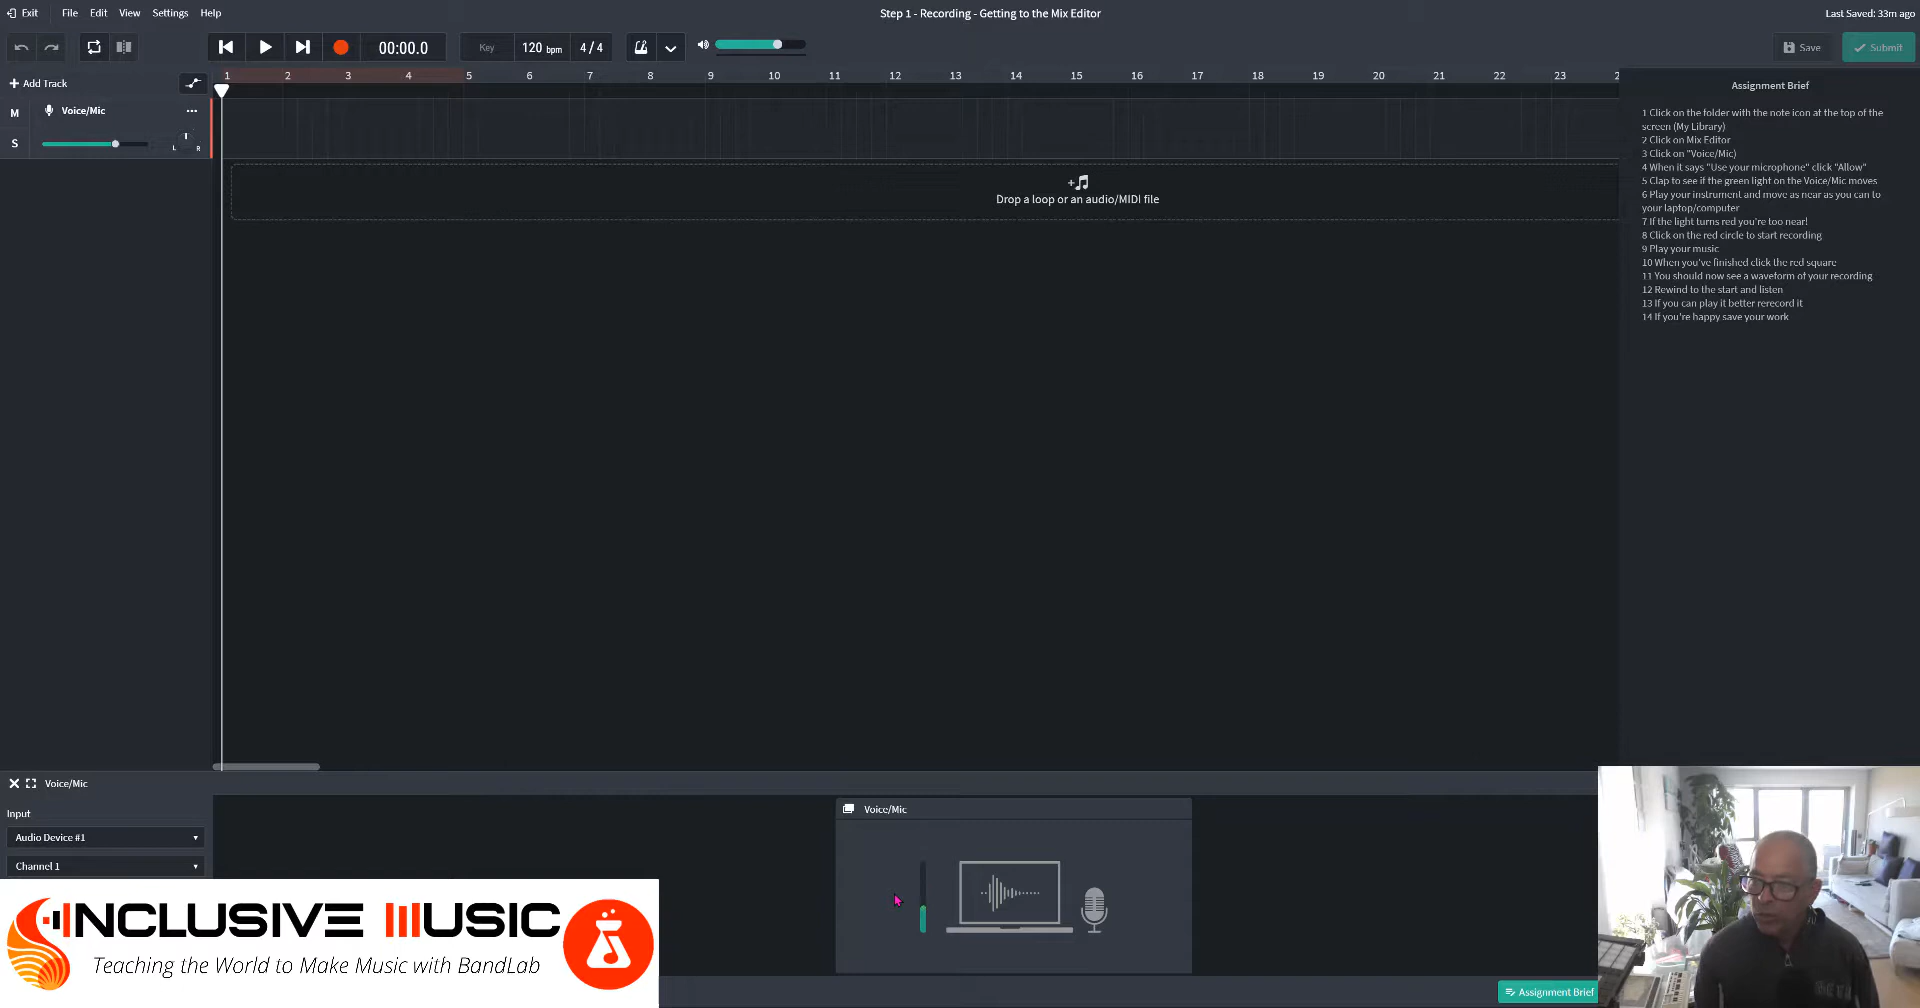 Exit File Edit View Settings Help
Step 1 - Recording - Getting to the Mix Editor
Last Saved: 33m ago
00:00.0
Key
120 bpm
4 / 4
Save
Submit
+ Add Track
1 2 3 4 5 6 7 8 9 10 11 12 13 14 15 16 17 18 19 20 21 22 23
M
Voice/Mic
...
S
L R
Drop a loop or an audio/MIDI file
Assignment Brief
1 Click on the folder with the note icon at the top of the
screen (My Library)
2 Click on Mix Editor
3 Click on "Voice/Mic)
4 When it says "Use your microphone" click "Allow"
5 Clap to see if the green light on the Voice/Mic moves
6 Play your instrument and move as near as you can to
your laptop/computer
7 If the light turns red you're too near!
8 Click on the red circle to start recording
9 Play your music
10 When you've finished click the red square
11 You should now see a waveform of your recording
12 Rewind to the start and listen
13 If you can play it better rerecord it
14 If you're happy save your work
Voice/Mic
Input
Audio Device #1
Channel 1
Voice/Mic
INCLUSIVE MUSIC
Teaching the World to Make Music with BandLab
Assignment Brief